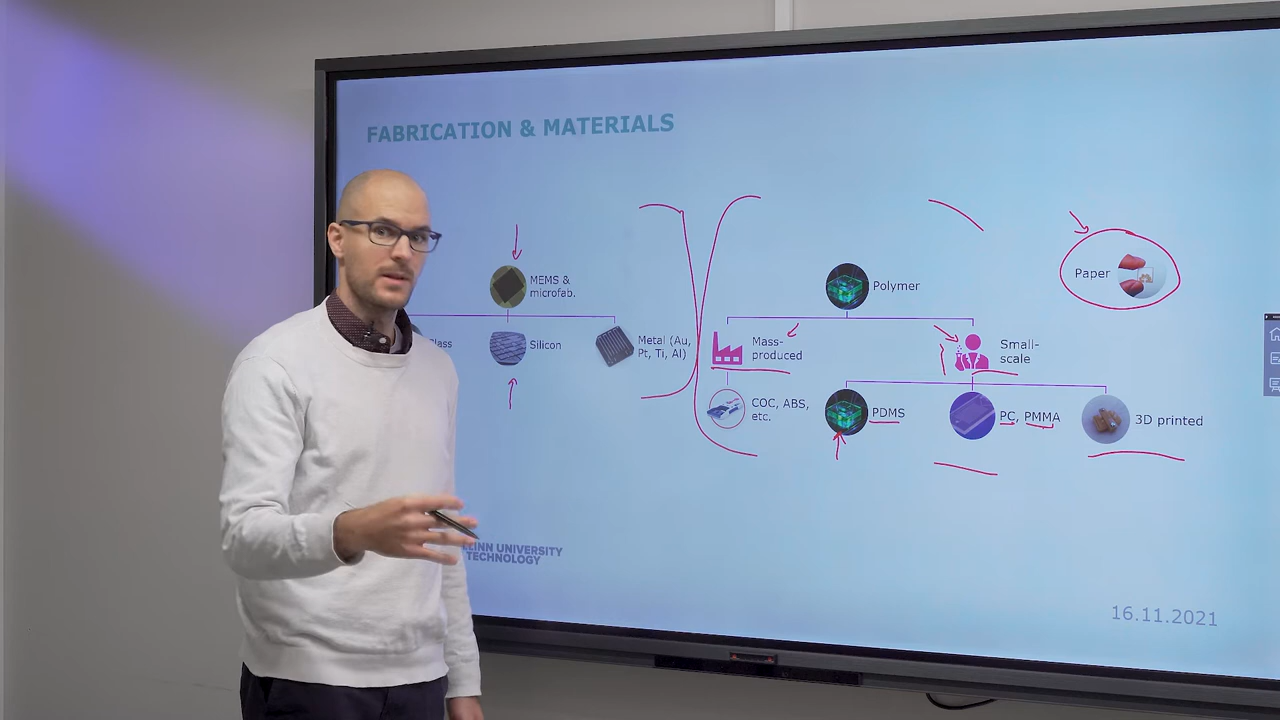 FABRICATION & MATERIALS
MEMS &
microfab.
Silicon
Metal (Au,
Pt, Ti, Al)
Polymer
Mass-
produced
Small-
scale
COC, ABS,
etc.
PDMS
PC, PMMA
3D printed
Paper
UNIVERSITY
TECHNOLOGY
16.11.2021